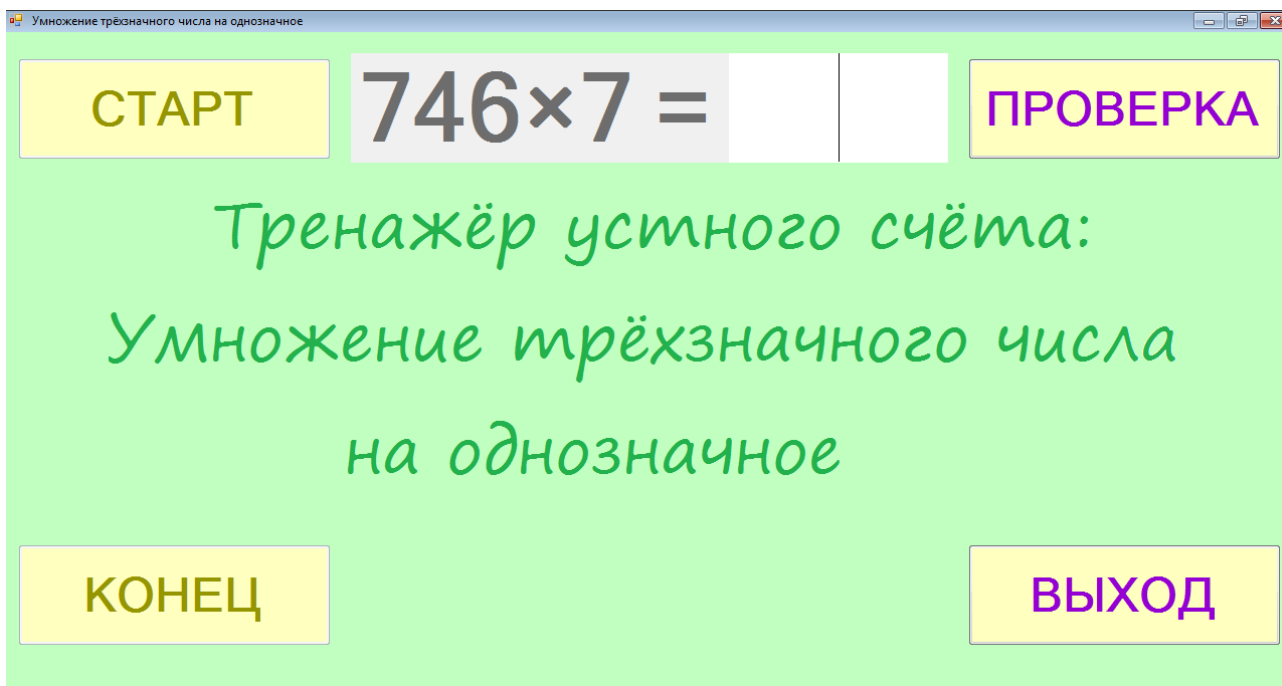 Умножение трёхзначного числа на однозначное
СТАРТ
746×7 =
ПРОВЕРКА
Тренажёр устного счёта:
Умножение трёхзначного числа
на однозначное
КОНЕЦ
ВЫХОД